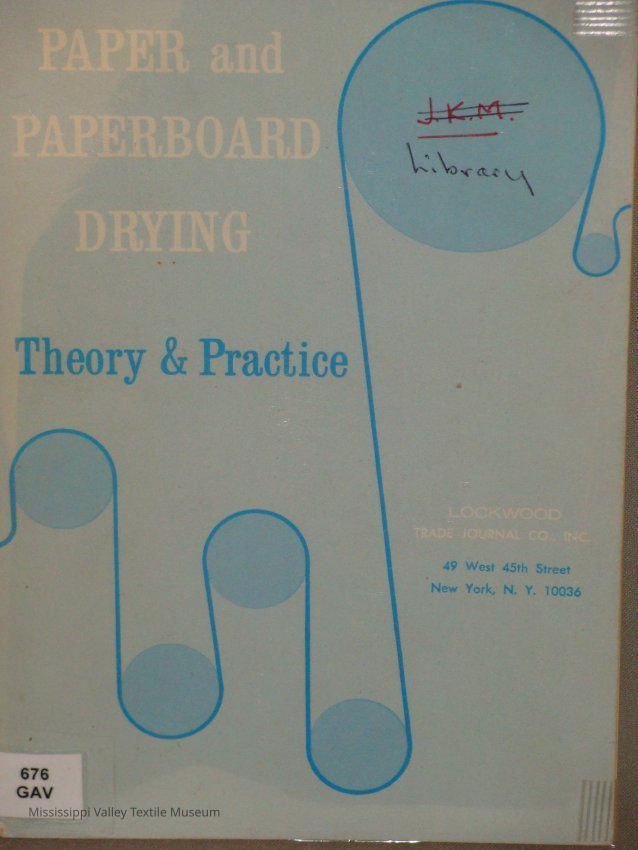 PAPER and
PAPERBOARD
DRYING
Theory & Practice
J.K.M.
Library
LOCKWOOD
TRADE JOURNAL CO., INC.
49 West 45th Street
New York, N. Y. 10036
676
GAV
Mississippi Valley Textile Museum